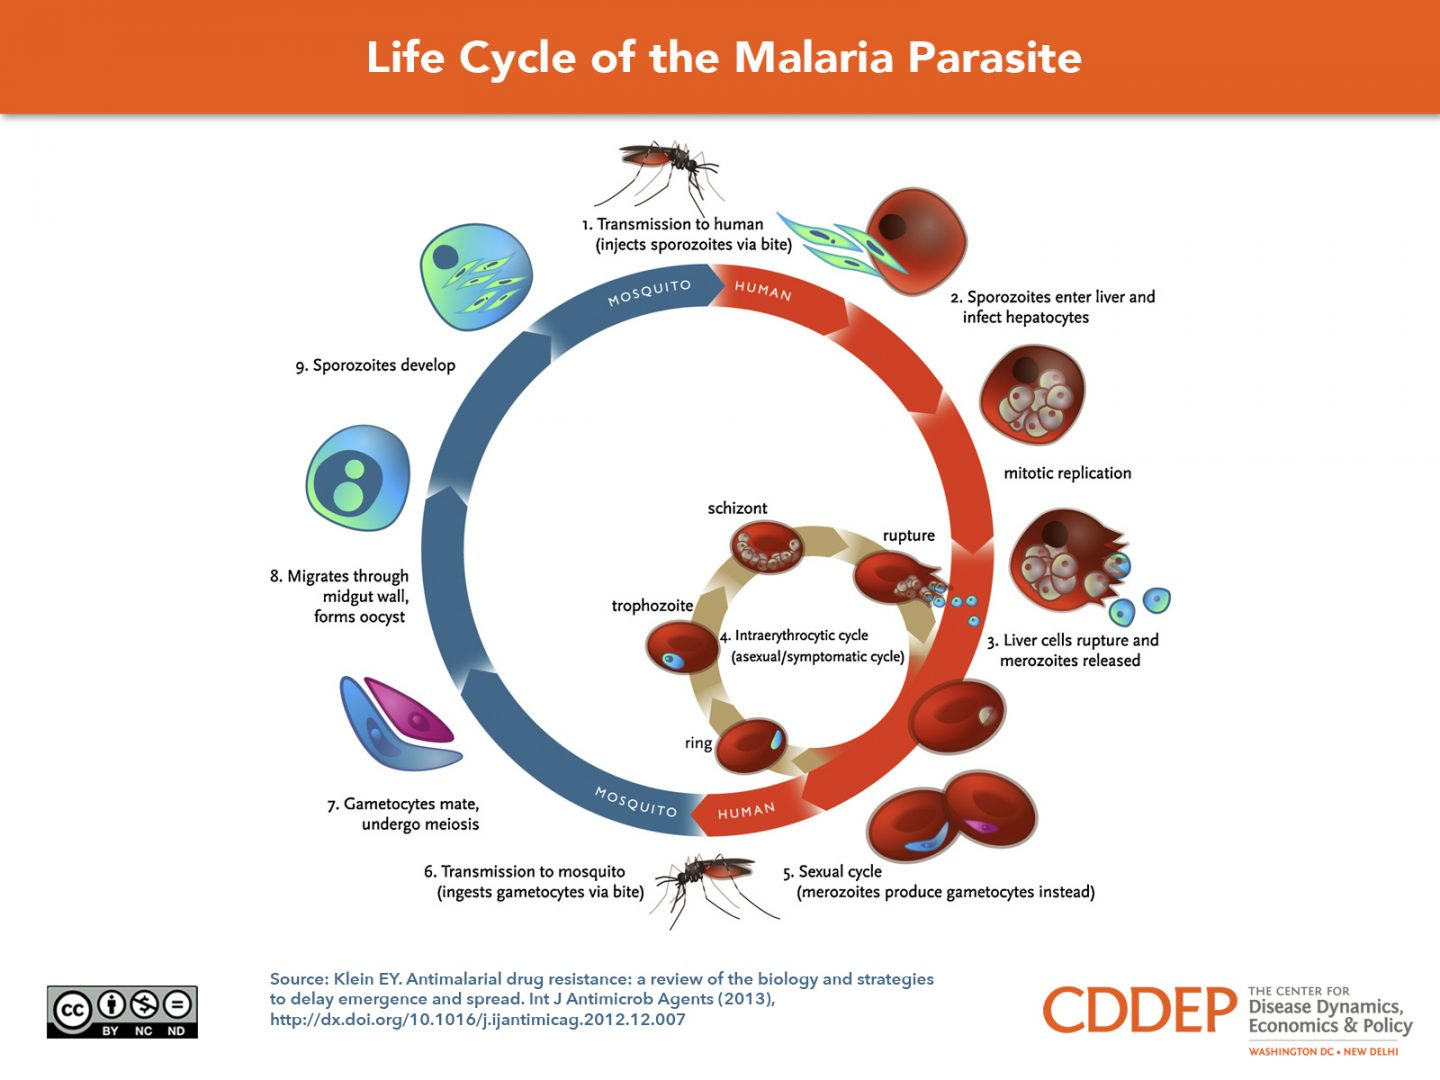 Life Cycle of the Malaria Parasite
1. Transmission to human
(injects sporozoites via bite)
MOSQUITO
HUMAN
2. Sporozoites enter liver and
infect hepatocytes
mitotic replication
3. Liver cells rupture and
merozoites released
schizont
rupture
trophozoite
4. Intraerythrocytic cycle
(asexual/symptomatic cycle)
ring
5. Sexual cycle
(merozoites produce gametocytes instead)
HUMAN
MOSQUITO
6. Transmission to mosquito
(ingests gametocytes via bite)
7. Gametocytes mate,
undergo meiosis
8. Migrates through
midgut wall,
forms oocyst
9. Sporozoites develop
cc
BY NC ND
Source: Klein EY. Antimalarial drug resistance: a review of the biology and strategies
to delay emergence and spread. Int J Antimicrob Agents (2013),
http://dx.doi.org/10.1016/j.ijantimicag.2012.12.007
CDDEP
THE CENTER FOR
Disease Dynamics,
Economics & Policy
WASHINGTON DC • NEW DELHI